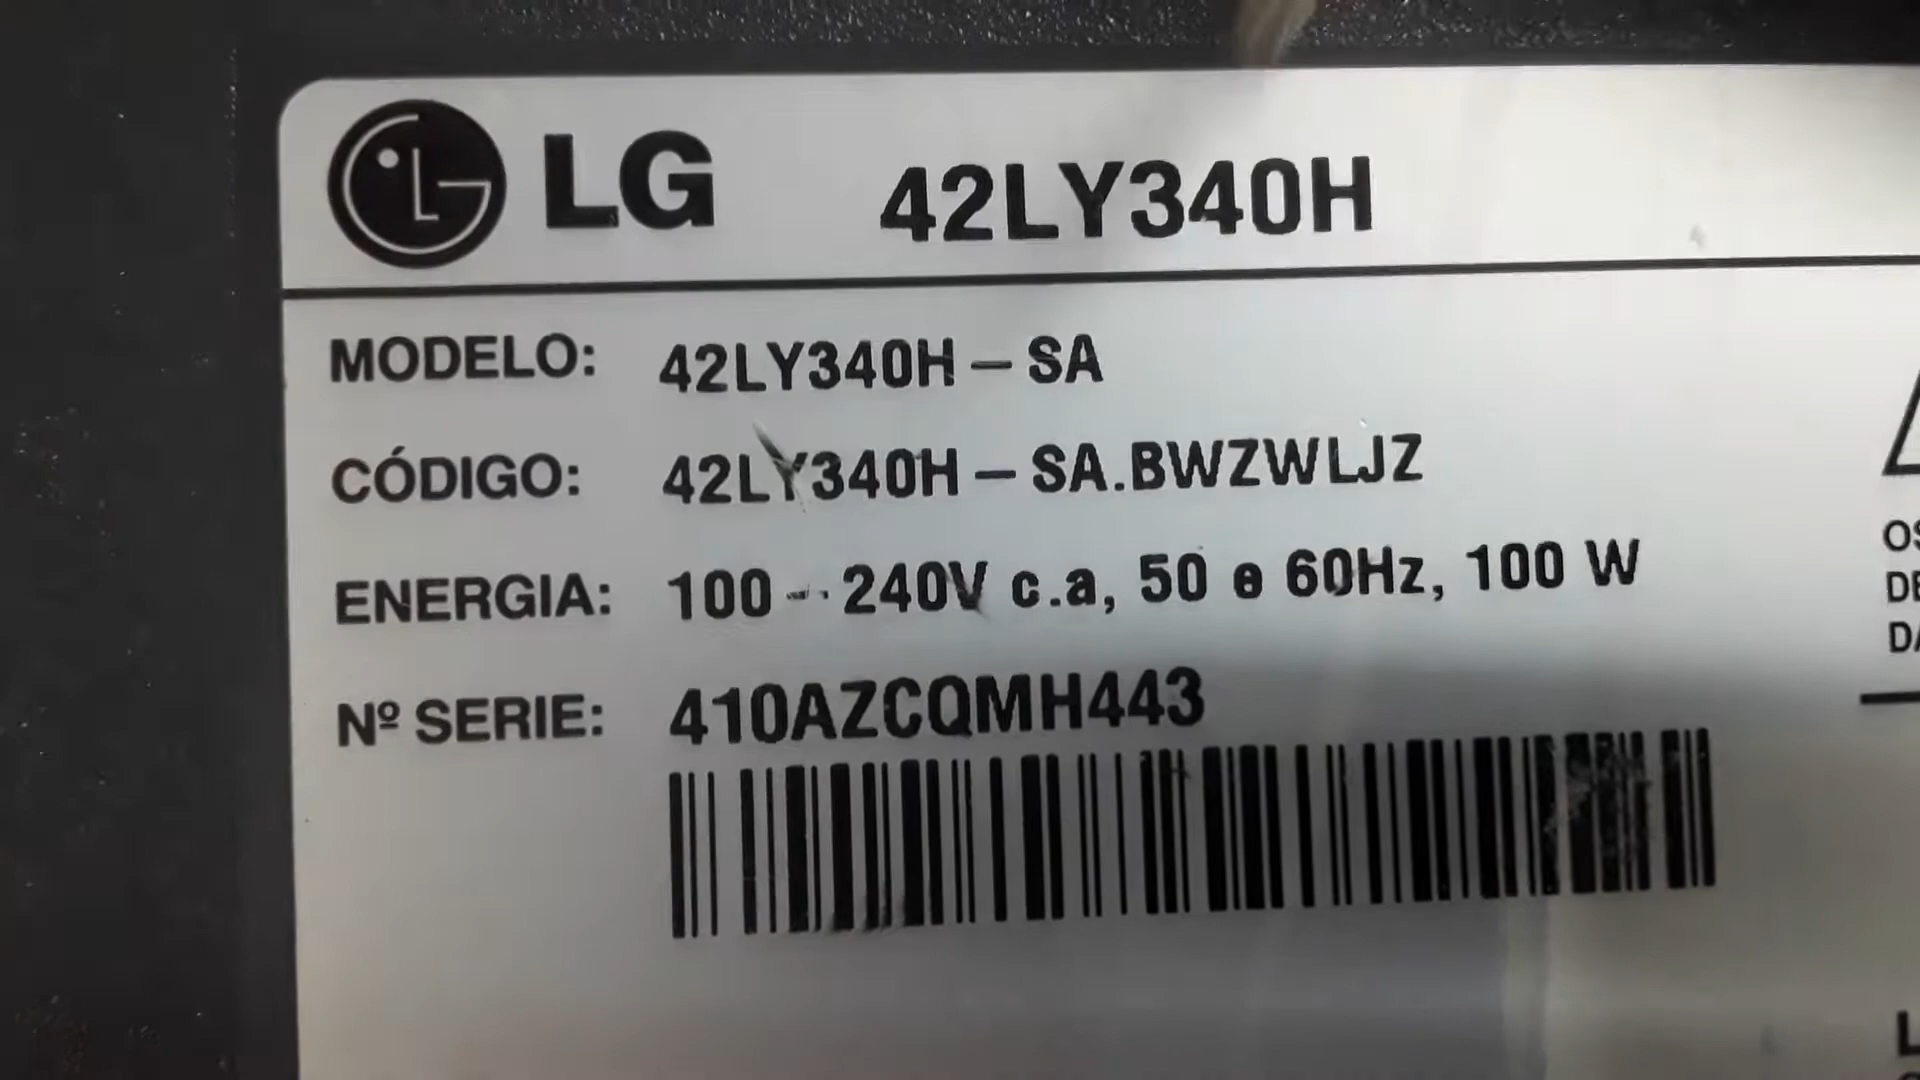 LG 42LY340H
MODELO: 42LY340H-SA
CÓDIGO: 42LY340H-SA.BWZWLJZ
ENERGIA: 100 - 240V c.a, 50 e 60Hz, 100 W
Nº SERIE: 410AZCQMH443